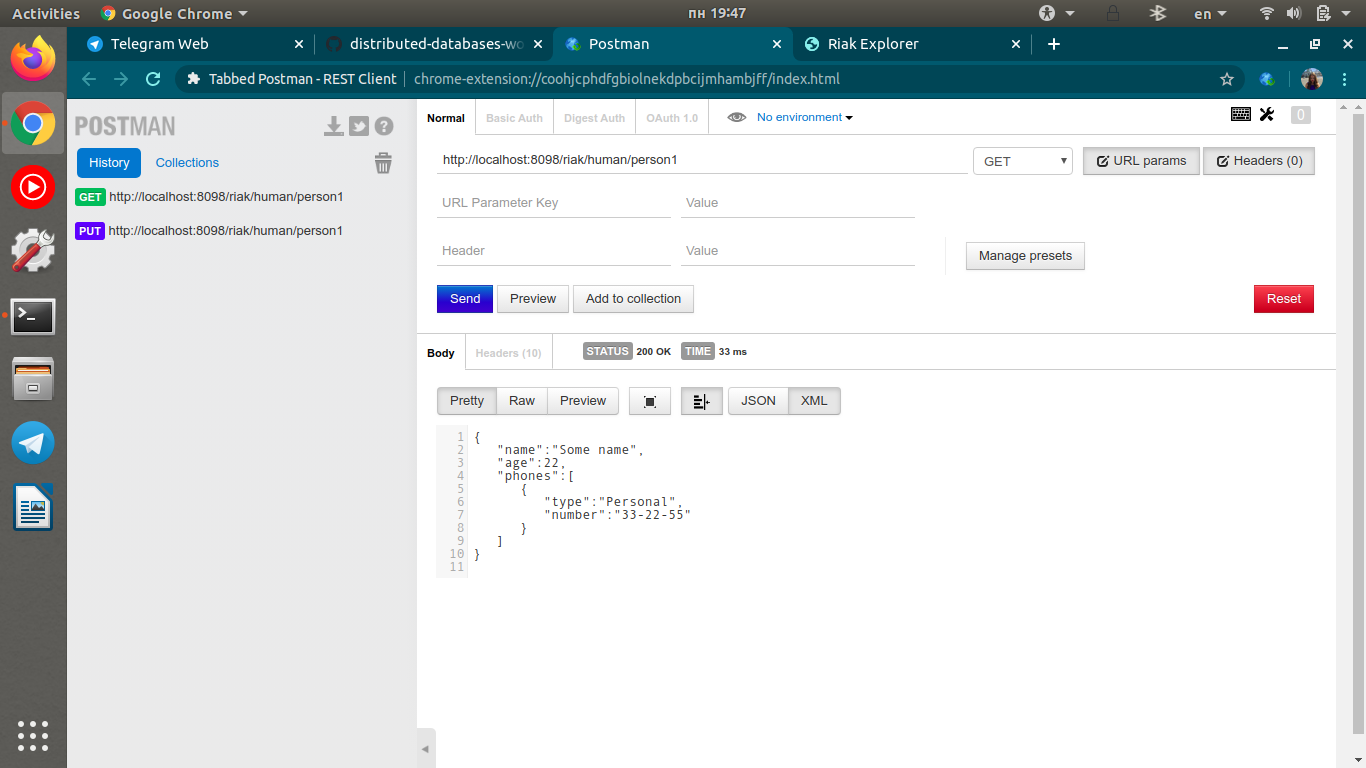 Activities Google Chrome пн 19:47 en
Telegram Web distributed-databases-wo Postman Riak Explorer
Tabbed Postman - REST Client chrome-extension://coohjcphdfgbiolnekdpbcijmhambjff/index.html
POSTMAN
History Collections
GET http://localhost:8098/riak/human/person1
PUT http://localhost:8098/riak/human/person1
Normal Basic Auth Digest Auth OAuth 1.0 No environment 0
http://localhost:8098/riak/human/person1 GET URL params Headers (0)
URL Parameter Key Value
Header Value Manage presets
Send Preview Add to collection Reset
Body Headers (10) STATUS 200 OK TIME 33 ms
Pretty Raw Preview JSON XML
1 {
2 "name":"Some name",
3 "age":22,
4 "phones":[
5 {
6 "type":"Personal",
7 "number":"33-22-55"
8 }
9 ]
10 }
11